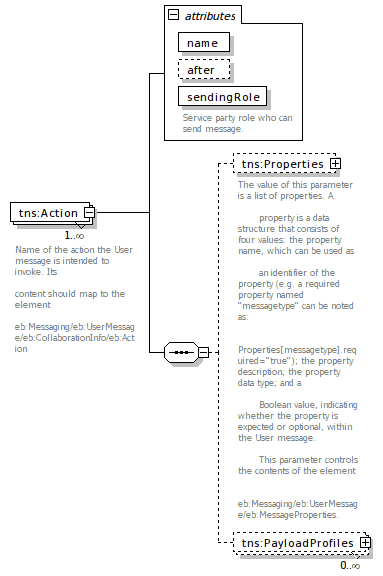 attributes
name
after
sendingRole
Service party role who can
send message.
tns:Action
1..∞
Name of the action the User
message is intended to
invoke. Its
content should map to the
element
eb:Messaging/eb:UserMessag
e/eb:CollaborationInfo/eb:Act
ion
tns:Properties
The value of this parameter
is a list of properties. A
property is a data
structure that consists of
four values: the property
name, which can be used as
an identifier of the
property (e.g. a required
property named
"messagetype" can be noted
as:
Properties[messagetype].req
uired="true"); the property
description; the property
data type; and a
Boolean value, indicating
whether the property is
expected or optional, within
the User message.
This parameter controls
the contents of the element
eb:Messaging/eb:UserMessag
e/eb:MessageProperties.
tns:PayloadProfiles
0..∞